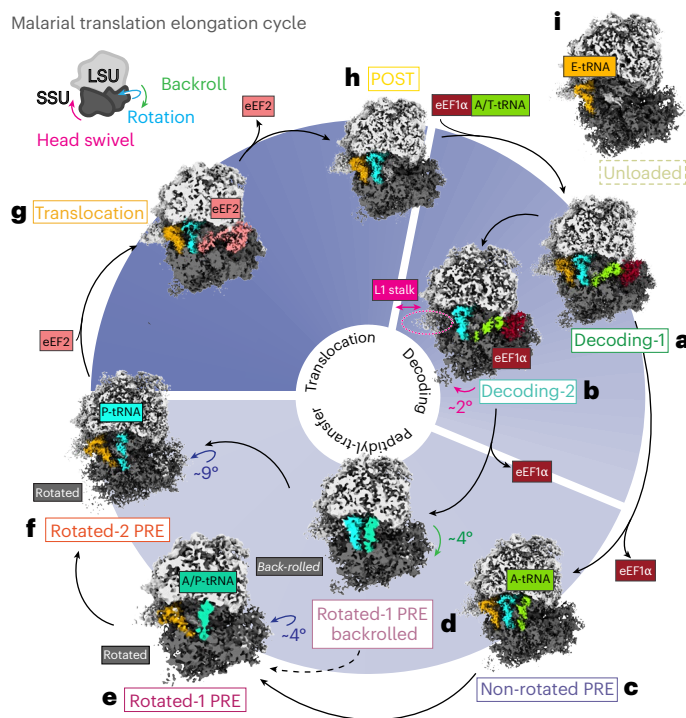 Malarial translation elongation cycle
LSU
SSU
Backroll
Rotation
Head swivel
i
E-tRNA
Unloaded
h POST
eEF2
eEF1α A/T-tRNA
g Translocation
eEF2
L1 stalk
eEF1α
Decoding-1 a
Decoding-2 b
~2°
eEF1α
eEF2
Translocation
Decoding
Peptidyl-transfer
P-tRNA
Rotated
~9°
f Rotated-2 PRE
Back-rolled
~4°
Rotated-1 PRE
backrolled
d
A/P-tRNA
Rotated
~4°
e Rotated-1 PRE
A-tRNA
eEF1α
Non-rotated PRE c